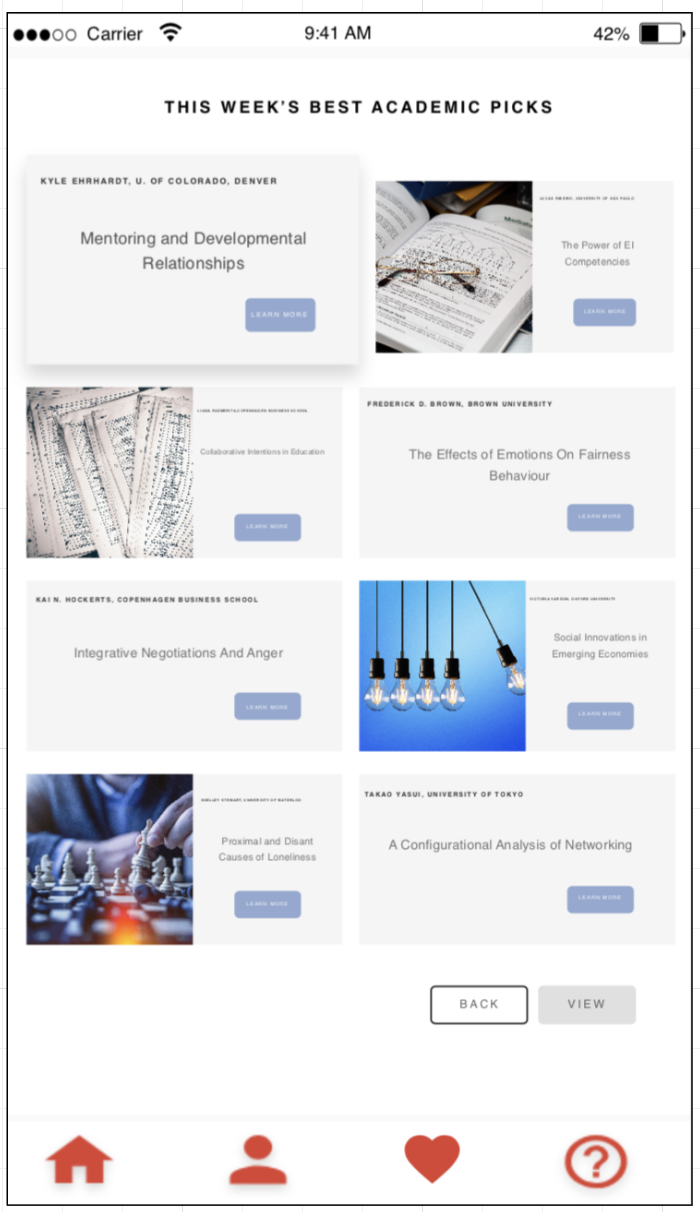 Carrier 9:41 AM 42%
THIS WEEK'S BEST ACADEMIC PICKS
KYLE EHRHARDT, U. OF COLORADO, DENVER
Mentoring and Developmental
Relationships
LEARN MORE
UNIVERSITY OF SAO PAULO
The Power of EI
Competencies
LEARN MORE
COPENHAGEN BUSINESS SCHOOL
Collaborative Intentions in Education
LEARN MORE
FREDERICK D. BROWN, BROWN UNIVERSITY
The Effects of Emotions On Fairness
Behaviour
LEARN MORE
KAI N. HOCKERTS, COPENHAGEN BUSINESS SCHOOL
Integrative Negotiations And Anger
LEARN MORE
OXFORD UNIVERSITY
Social Innovations in
Emerging Economies
LEARN MORE
SHELLEY STEWART, UNIVERSITY OF WATERLOO
Proximal and Disant
Causes of Loneliness
LEARN MORE
TAKAO YASUI, UNIVERSITY OF TOKYO
A Configurational Analysis of Networking
LEARN MORE
BACK
VIEW